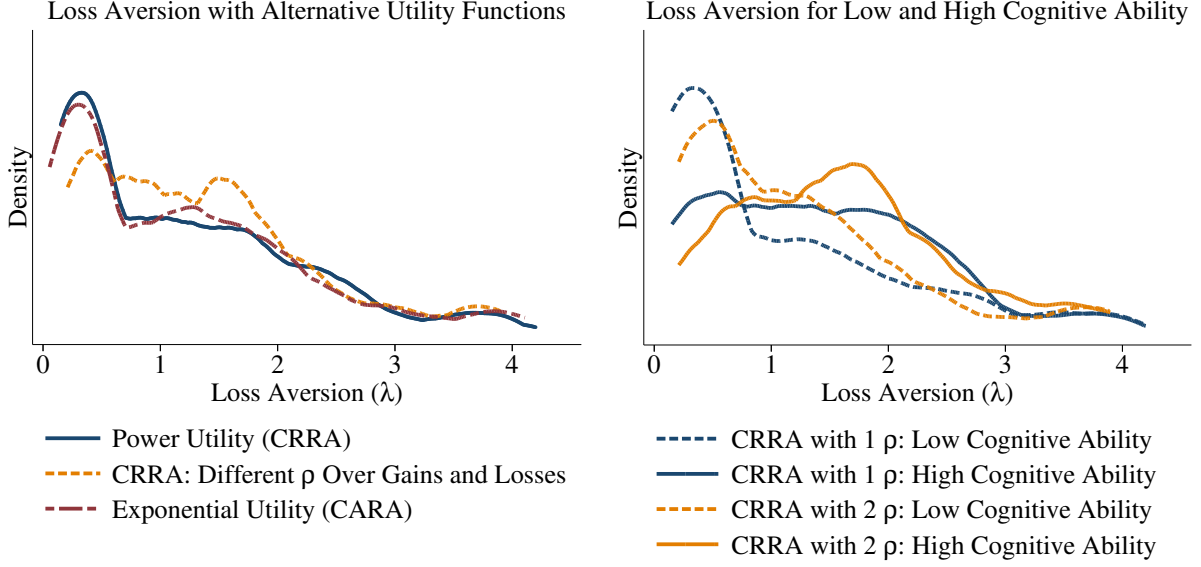 Loss Aversion with Alternative Utility Functions
Density
0 1 2 3 4
Loss Aversion (λ)
Power Utility (CRRA)
CRRA: Different ρ Over Gains and Losses
Exponential Utility (CARA)
Loss Aversion for Low and High Cognitive Ability
Density
0 1 2 3 4
Loss Aversion (λ)
CRRA with 1 ρ: Low Cognitive Ability
CRRA with 1 ρ: High Cognitive Ability
CRRA with 2 ρ: Low Cognitive Ability
CRRA with 2 ρ: High Cognitive Ability